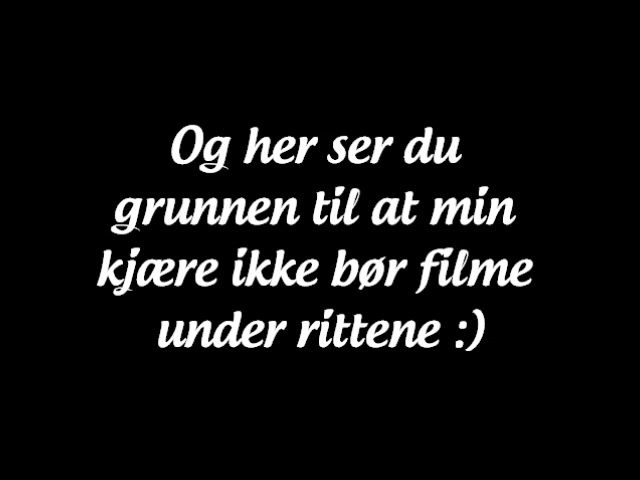 Og her ser du
grunnen til at min
kjære ikke bør filme
under rittene :)